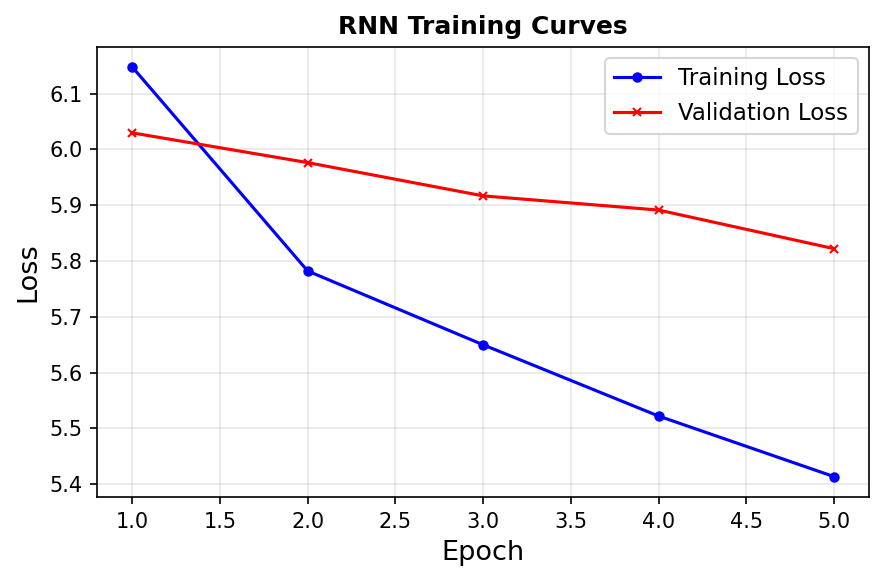 RNN Training Curves
Training Loss
Validation Loss
6.1
6.0
5.9
5.8
5.7
5.6
5.5
5.4
Loss
1.0 1.5 2.0 2.5 3.0 3.5 4.0 4.5 5.0
Epoch